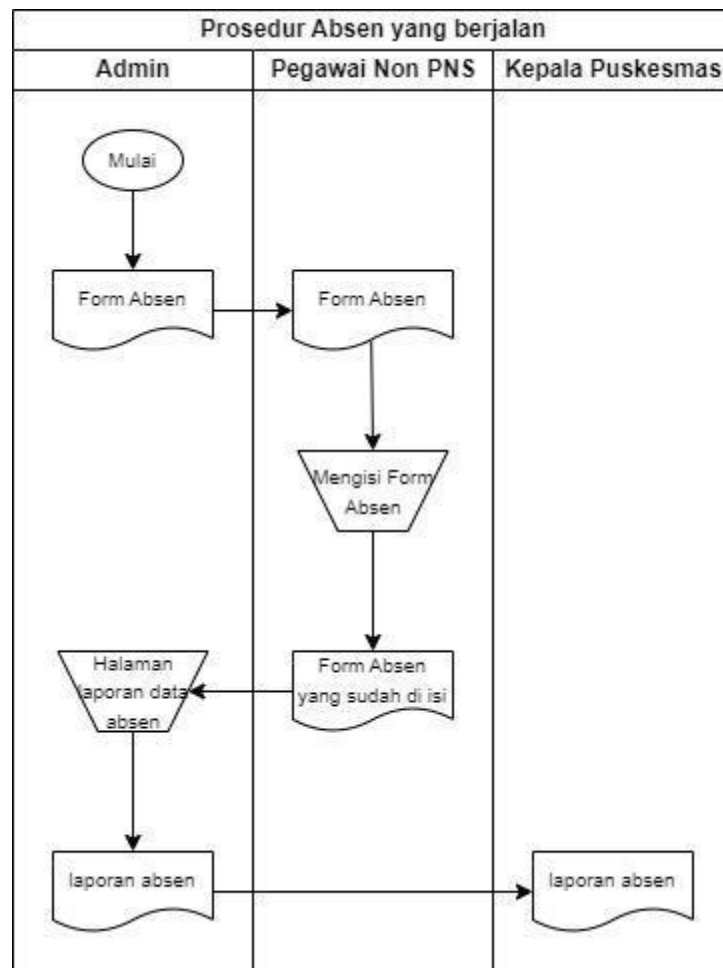 Prosedur Absen yang berjalan
Admin
Pegawai Non PNS
Kepala Puskesmas
Mulai
Form Absen
Form Absen
Mengisi Form
Absen
Form Absen
yang sudah di isi
Halaman
laporan data
absen
laporan absen
laporan absen